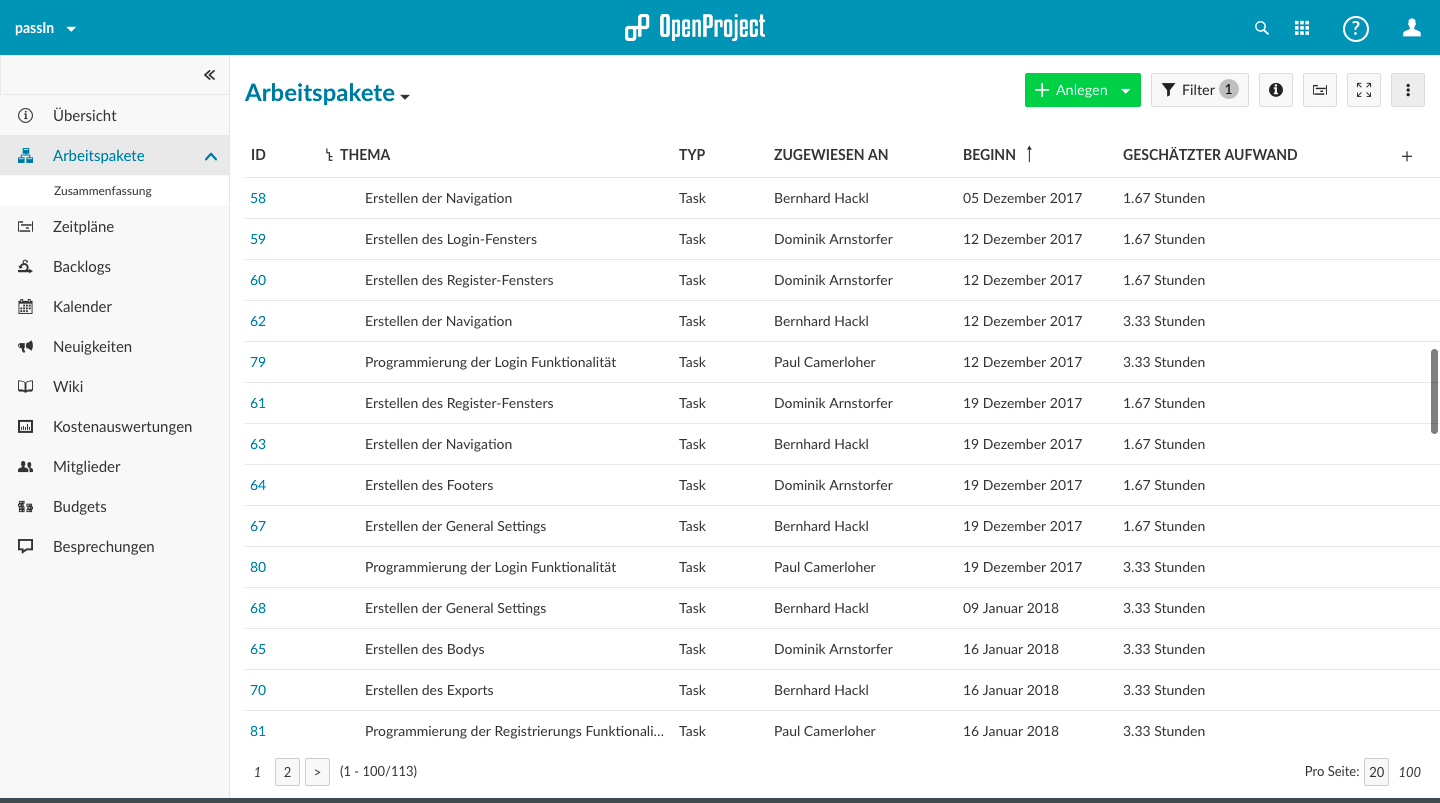 passIn
OpenProject
?
Übersicht
Arbeitspakete
Zusammenfassung
Zeitpläne
Backlogs
Kalender
Neuigkeiten
Wiki
Kostenauswertungen
Mitglieder
Budgets
Besprechungen
Arbeitspakete
+ Anlegen
Filter 1
ID THEMA TYP ZUGEWIESEN AN BEGINN GESCHÄTZTER AUFWAND +
58 Erstellen der Navigation Task Bernhard Hackl 05 Dezember 2017 1.67 Stunden
59 Erstellen des Login-Fensters Task Dominik Arnstorfer 12 Dezember 2017 1.67 Stunden
60 Erstellen des Register-Fensters Task Dominik Arnstorfer 12 Dezember 2017 1.67 Stunden
62 Erstellen der Navigation Task Bernhard Hackl 12 Dezember 2017 3.33 Stunden
79 Programmierung der Login Funktionalität Task Paul Camerloher 12 Dezember 2017 3.33 Stunden
61 Erstellen des Register-Fensters Task Dominik Arnstorfer 19 Dezember 2017 1.67 Stunden
63 Erstellen der Navigation Task Bernhard Hackl 19 Dezember 2017 1.67 Stunden
64 Erstellen des Footers Task Dominik Arnstorfer 19 Dezember 2017 1.67 Stunden
67 Erstellen der General Settings Task Bernhard Hackl 19 Dezember 2017 1.67 Stunden
80 Programmierung der Login Funktionalität Task Paul Camerloher 19 Dezember 2017 3.33 Stunden
68 Erstellen der General Settings Task Bernhard Hackl 09 Januar 2018 3.33 Stunden
65 Erstellen des Bodys Task Dominik Arnstorfer 16 Januar 2018 3.33 Stunden
70 Erstellen des Exports Task Bernhard Hackl 16 Januar 2018 3.33 Stunden
81 Programmierung der Registrierungs Funktionali... Task Paul Camerloher 16 Januar 2018 3.33 Stunden
1 2 > (1 - 100/113) Pro Seite: 20 100